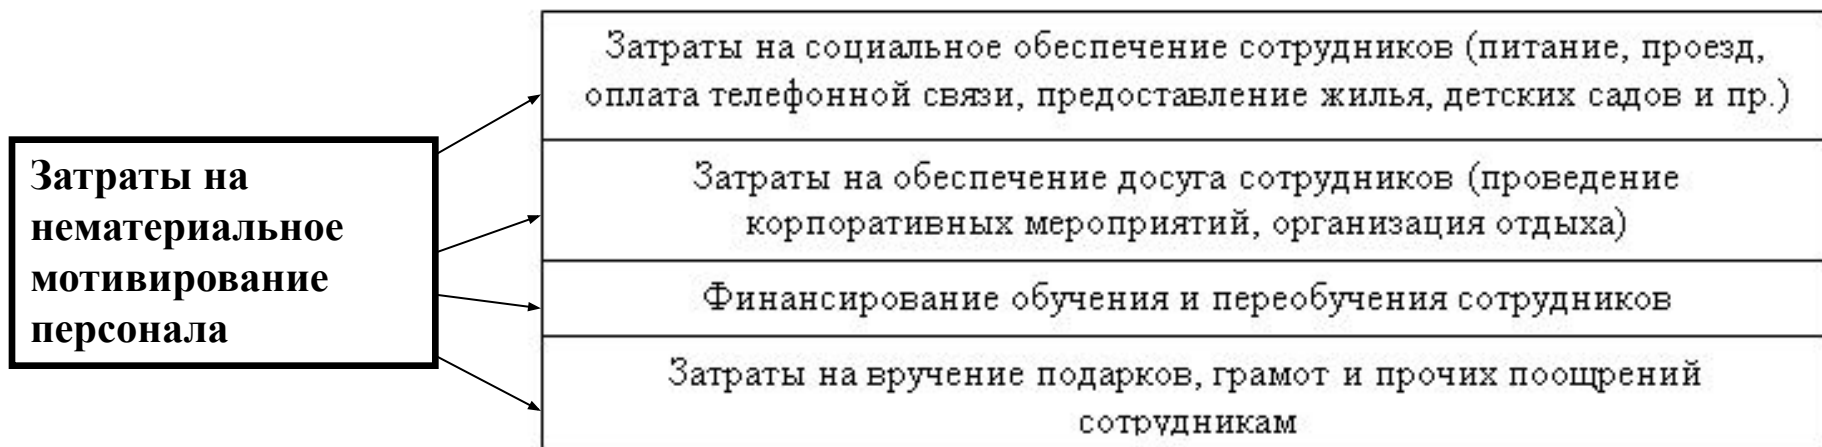 Затраты на
нематериальное
мотивирование
персонала
Затраты на социальное обеспечение сотрудников (питание, проезд,
оплата телефонной связи, предоставление жилья, детских садов и пр.)
Затраты на обеспечение досуга сотрудников (проведение
корпоративных мероприятий, организация отдыха)
Финансирование обучения и переобучения сотрудников
Затраты на вручение подарков, грамот и прочих поощрений
сотрудникам